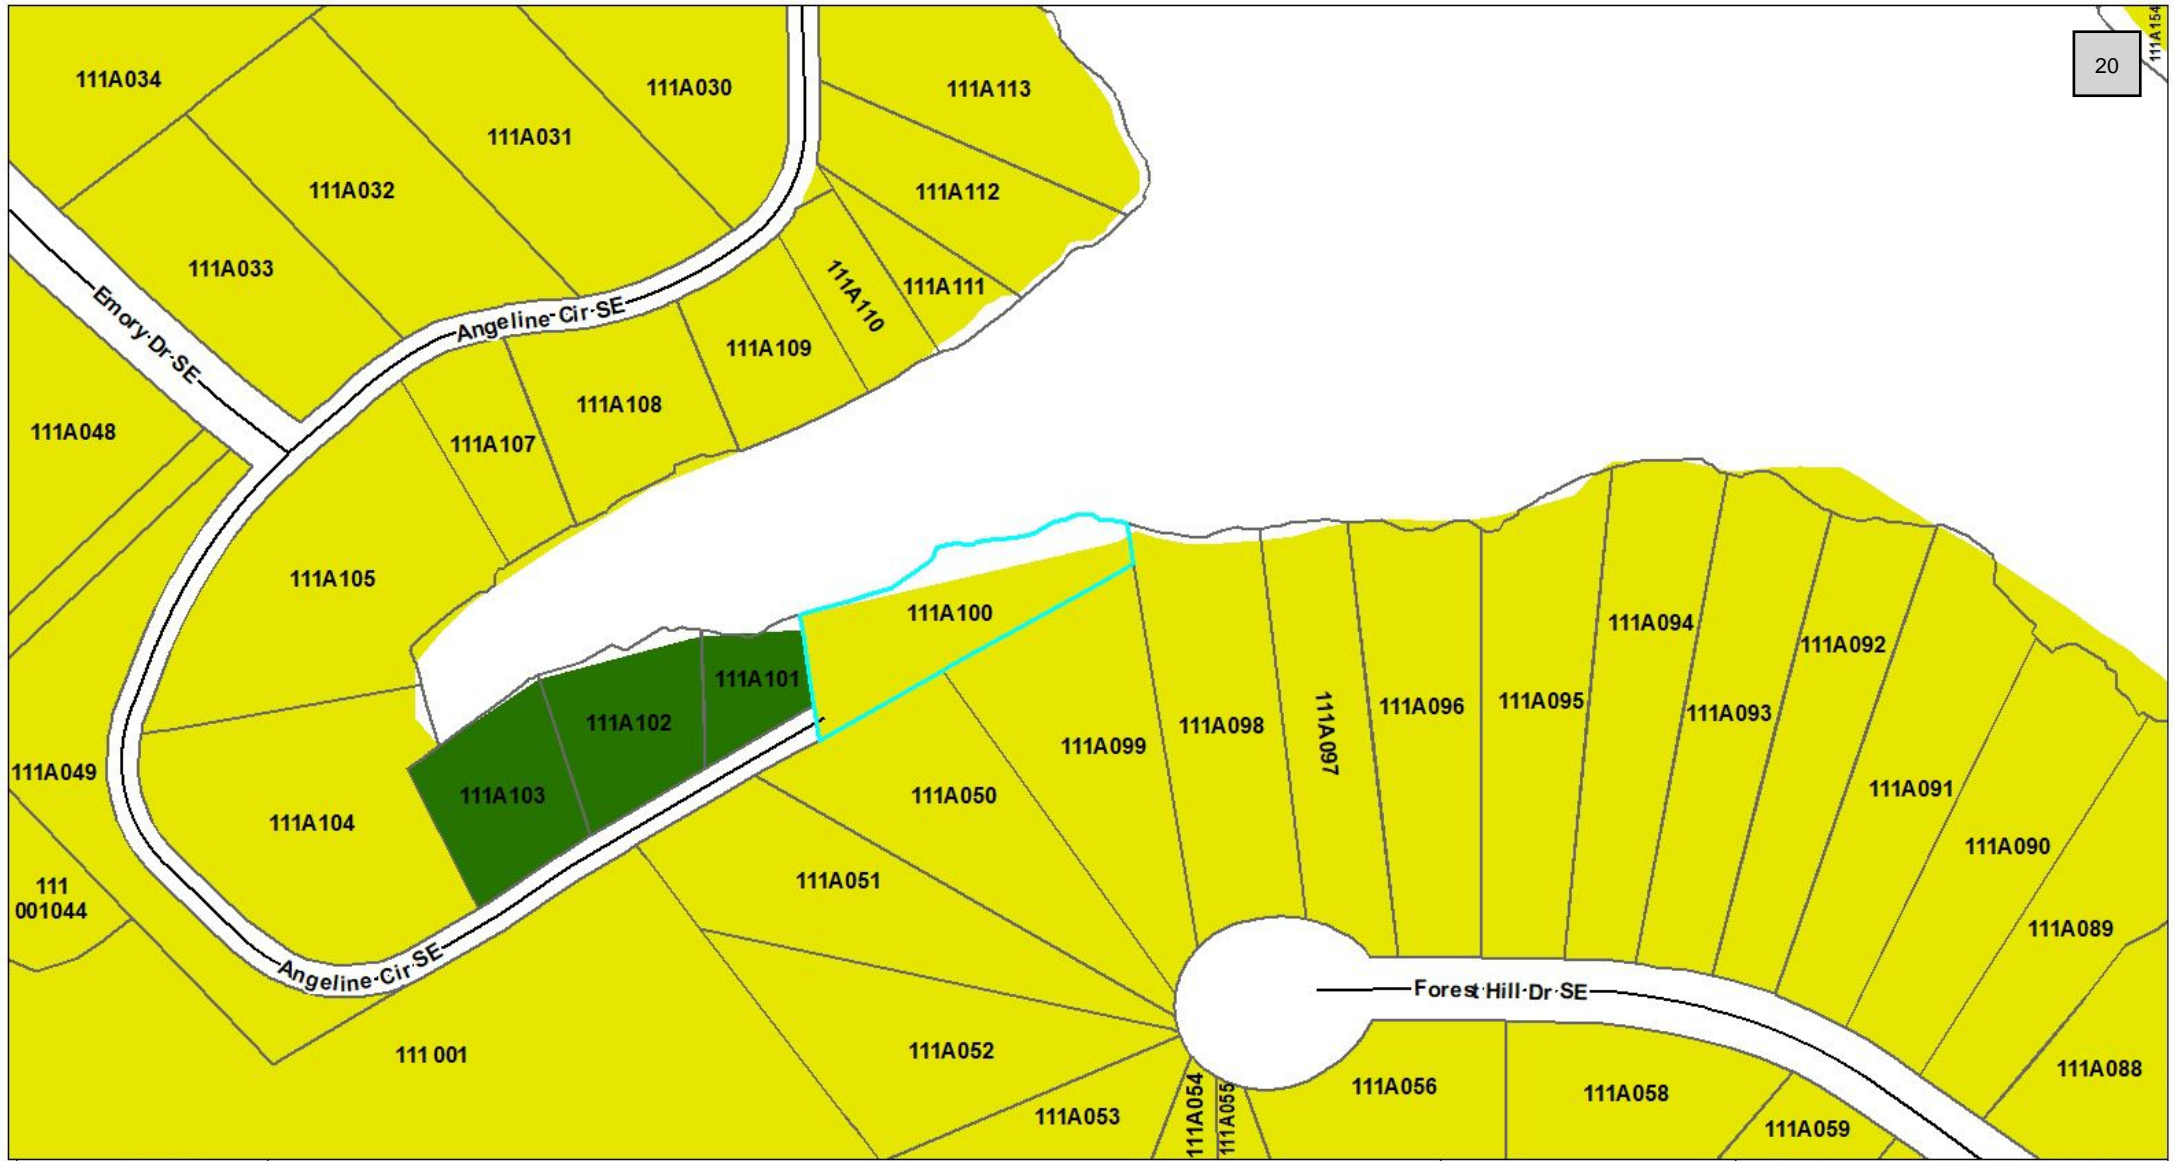 111A154
20
111A034
111A030
111A113
111A031
111A032
111A112
111A033
111A110
111A111
Emory Dr SE
Angeline Cir SE
111A109
111A108
111A048
111A107
111A105
111A100
111A094
111A092
111A101
111A095
111A096
111A093
111A102
111A098
111A097
111A099
111A049
111A103
111A050
111A091
111A104
111A090
111A051
111
001044
111A089
Angeline Cir SE
Forest Hill Dr SE
111 001
111A052
111A088
111A056
111A058
111A054
111A055
111A053
111A059